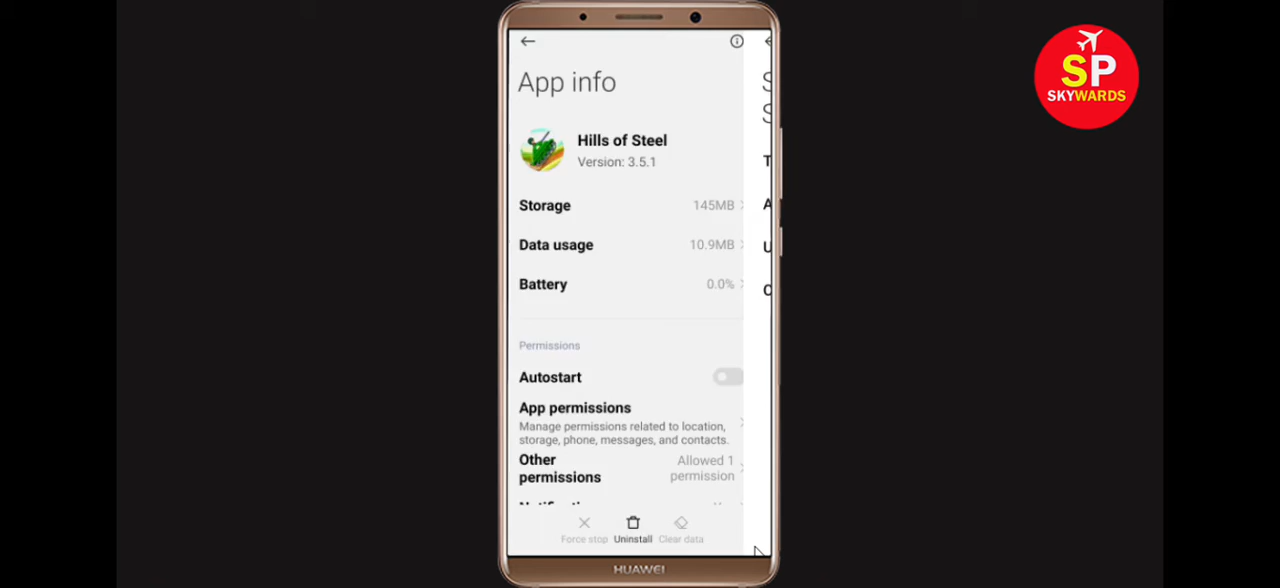 SP
SKYWARDS
App info
Hills of Steel
Version: 3.5.1
Storage 145MB
Data usage 10.9MB
Battery 0.0%
Permissions
Autostart
App permissions
Manage permissions related to location,
storage, phone, messages, and contacts.
Other Allowed 1
permissions permission
Force stop Uninstall Clear data
HUAWEI